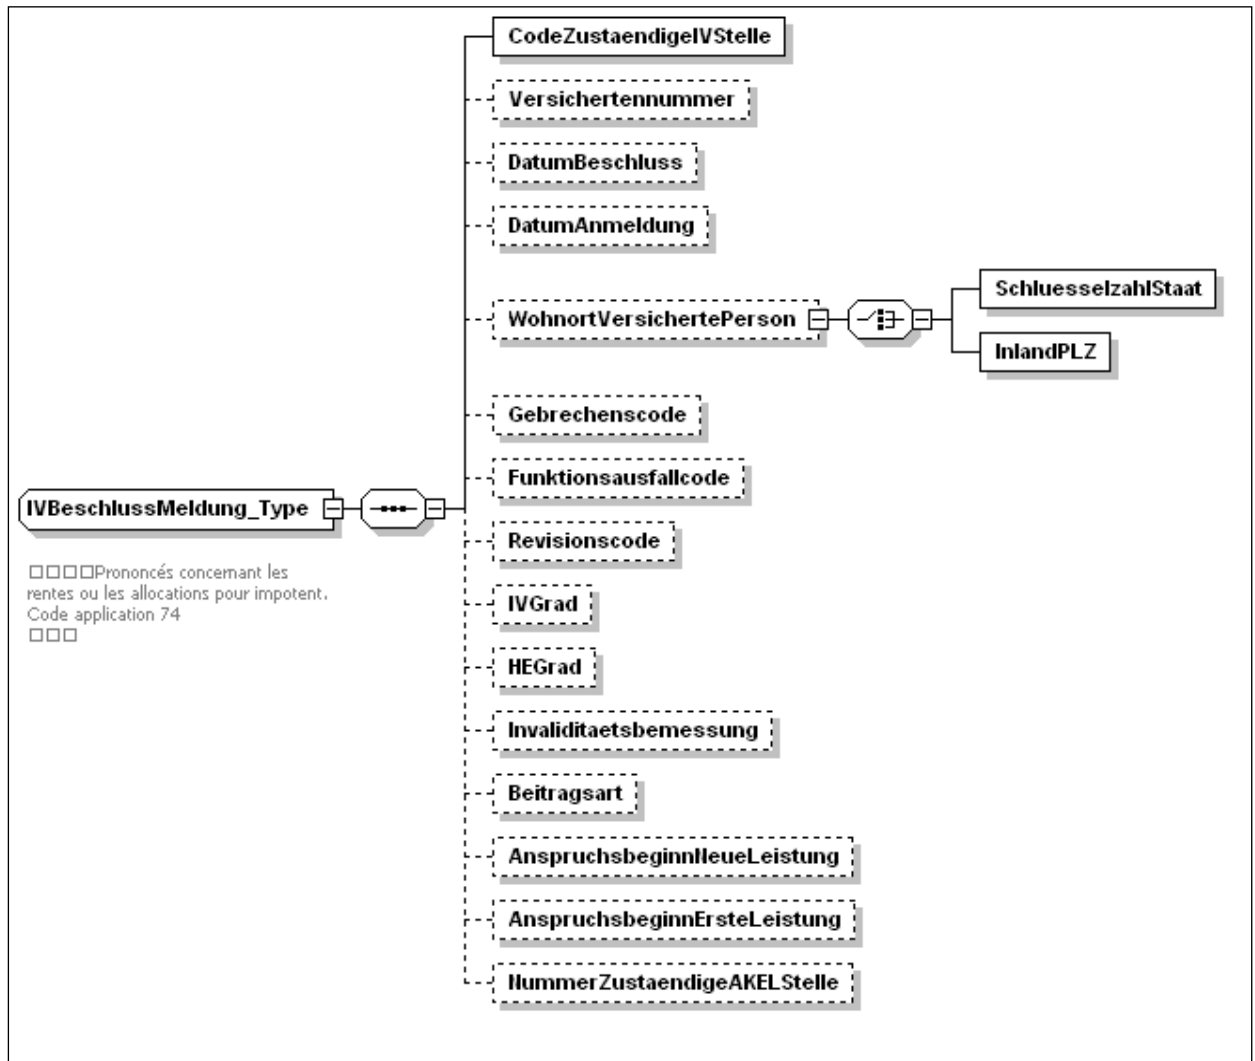 CodeZustaendigeIVStelle
Versichertennummer
DatumBeschluss
DatumAnmeldung
WohnortVersichertePerson
SchluesselzahlStaat
InlandPLZ
Gebrechenscode
Funktionsausfallcode
IVBeschlussMeldung_Type
Revisionscode
□□□□Prononcés concernant les
rentes ou les allocations pour impotent.
Code application 74
□□□
IVGrad
HEGrad
Invaliditaetsbemessung
Beitragsart
AnspruchsbeginnNeueLeistung
AnspruchsbeginnErsteLeistung
NummerZustaendigeAKELStelle